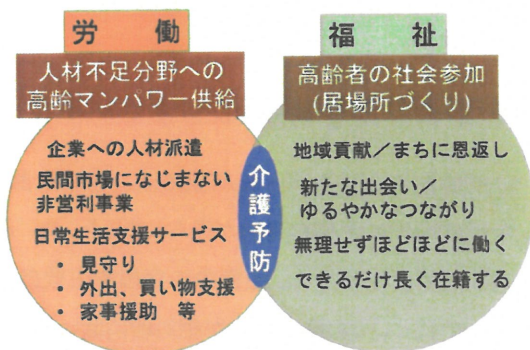 労働
人材不足分野への
高齢マンパワー供給
企業への人材派遣
民間市場になじまない
非営利事業
日常生活支援サービス
・ 見守り
・ 外出、買い物支援
・ 家事援助 等
介護予防
福祉
高齢者の社会参加
(居場所づくり)
地域貢献／まちに恩返し
新たな出会い／
ゆるやかなつながり
無理せずほどほどに働く
できるだけ長く在籍する